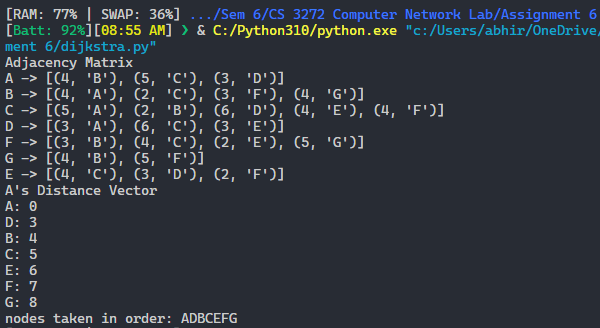 [RAM: 77% | SWAP: 36%] .../Sem 6/CS 3272 Computer Network Lab/Assignment 6
[Batt: 92%][08:55 AM] ❯ & C:/Python310/python.exe "c:/Users/abhir/OneDrive/
ment 6/dijkstra.py"
Adjacency Matrix
A -> [(4, 'B'), (5, 'C'), (3, 'D')]
B -> [(4, 'A'), (2, 'C'), (3, 'F'), (4, 'G')]
C -> [(5, 'A'), (2, 'B'), (6, 'D'), (4, 'E'), (4, 'F')]
D -> [(3, 'A'), (6, 'C'), (3, 'E')]
F -> [(3, 'B'), (4, 'C'), (2, 'E'), (5, 'G')]
G -> [(4, 'B'), (5, 'F')]
E -> [(4, 'C'), (3, 'D'), (2, 'F')]
A's Distance Vector
A: 0
D: 3
B: 4
C: 5
E: 6
F: 7
G: 8
nodes taken in order: ADBCEFG